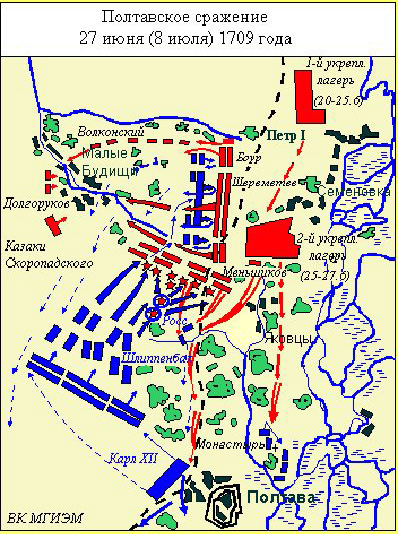 Полтавское сражение
27 июня (8 июля) 1709 года
1-й укрепл.
лагерь
(20-25.6)
Волконский
Петр I
Малые
Будищи
Боур
Шереметев
Семеновка
Долгоруков
2-й укрепл.
лагерь
(25-27.6)
Казаки
Скоропадского
Меньшиков
Росс
Яковцы
Шлиппенбах
Монастырь
Карл XII
Полтава
ВК МГИЭМ